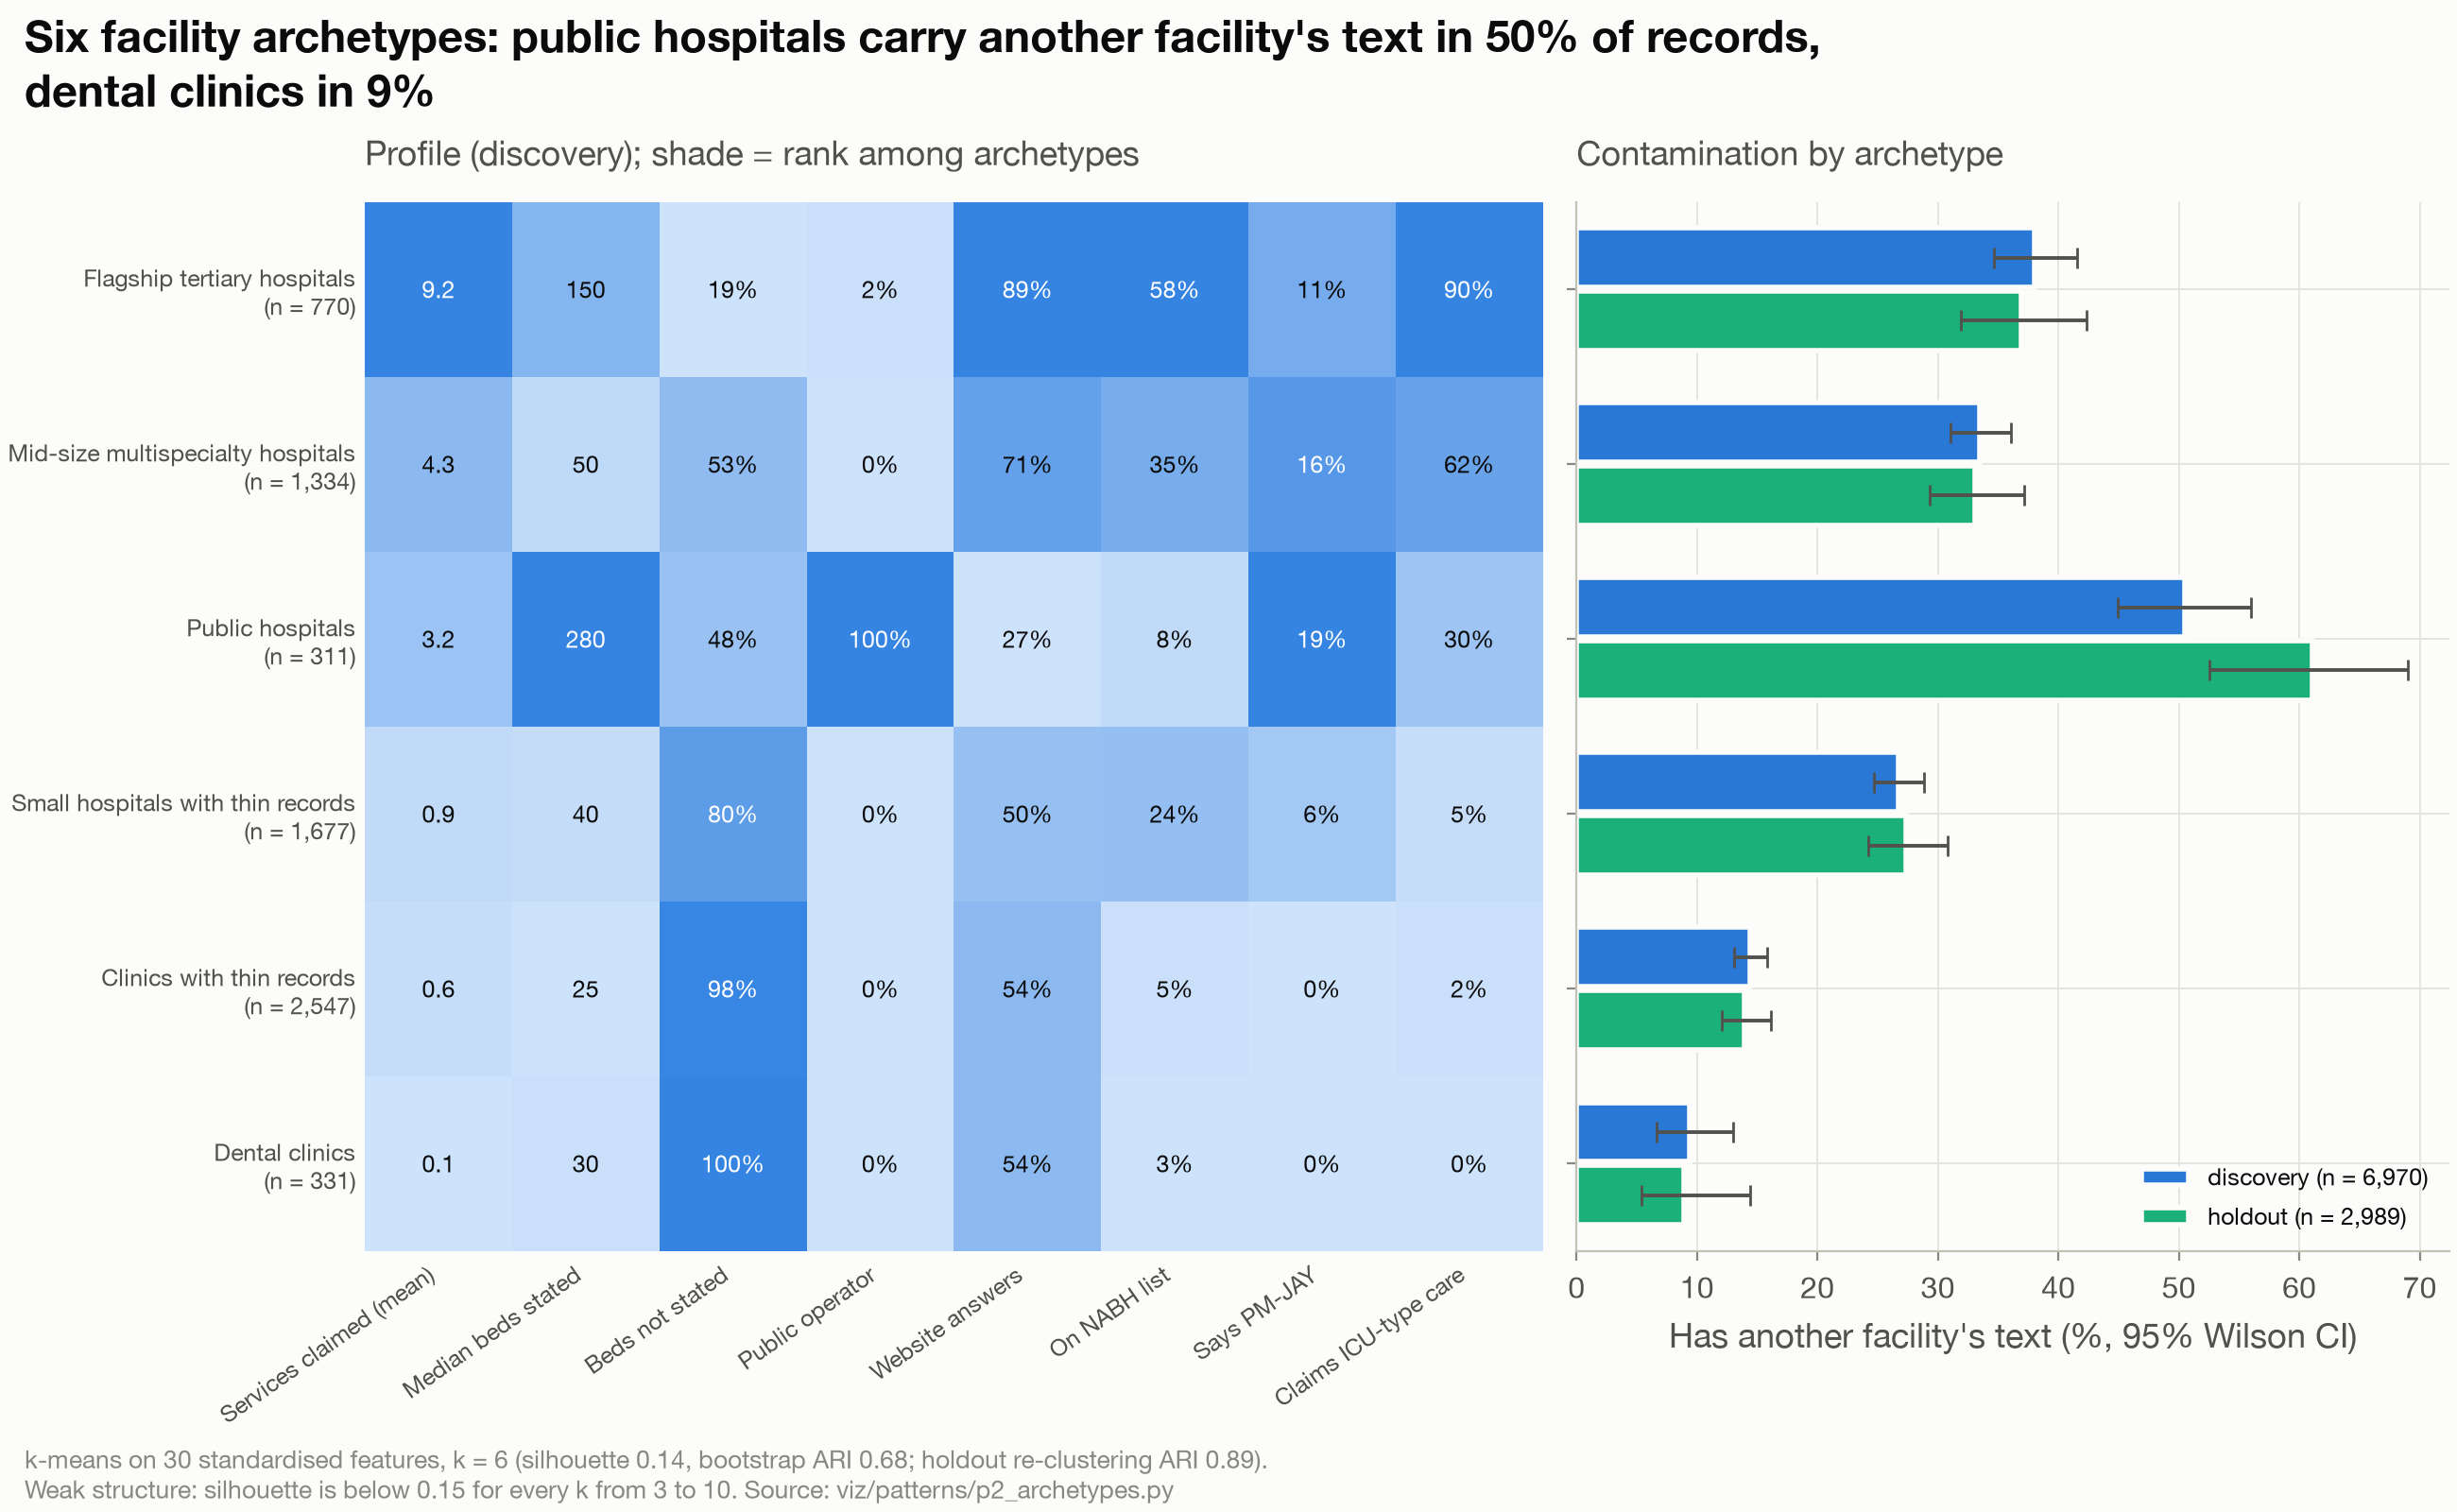 Six facility archetypes: public hospitals carry another facility's text in 50% of records,
dental clinics in 9%
Profile (discovery); shade = rank among archetypes
Flagship tertiary hospitals
(n = 770)
9.2 150 19% 2% 89% 58% 11% 90%
Mid-size multispecialty hospitals
(n = 1,334)
4.3 50 53% 0% 71% 35% 16% 62%
Public hospitals
(n = 311)
3.2 280 48% 100% 27% 8% 19% 30%
Small hospitals with thin records
(n = 1,677)
0.9 40 80% 0% 50% 24% 6% 5%
Clinics with thin records
(n = 2,547)
0.6 25 98% 0% 54% 5% 0% 2%
Dental clinics
(n = 331)
0.1 30 100% 0% 54% 3% 0% 0%
Services claimed (mean)
Median beds stated
Beds not stated
Public operator
Website answers
On NABH list
Says PM-JAY
Claims ICU-type care
Contamination by archetype
discovery (n = 6,970)
holdout (n = 2,989)
0 10 20 30 40 50 60 70
Has another facility's text (%, 95% Wilson CI)
k-means on 30 standardised features, k = 6 (silhouette 0.14, bootstrap ARI 0.68; holdout re-clustering ARI 0.89).
Weak structure: silhouette is below 0.15 for every k from 3 to 10. Source: viz/patterns/p2_archetypes.py